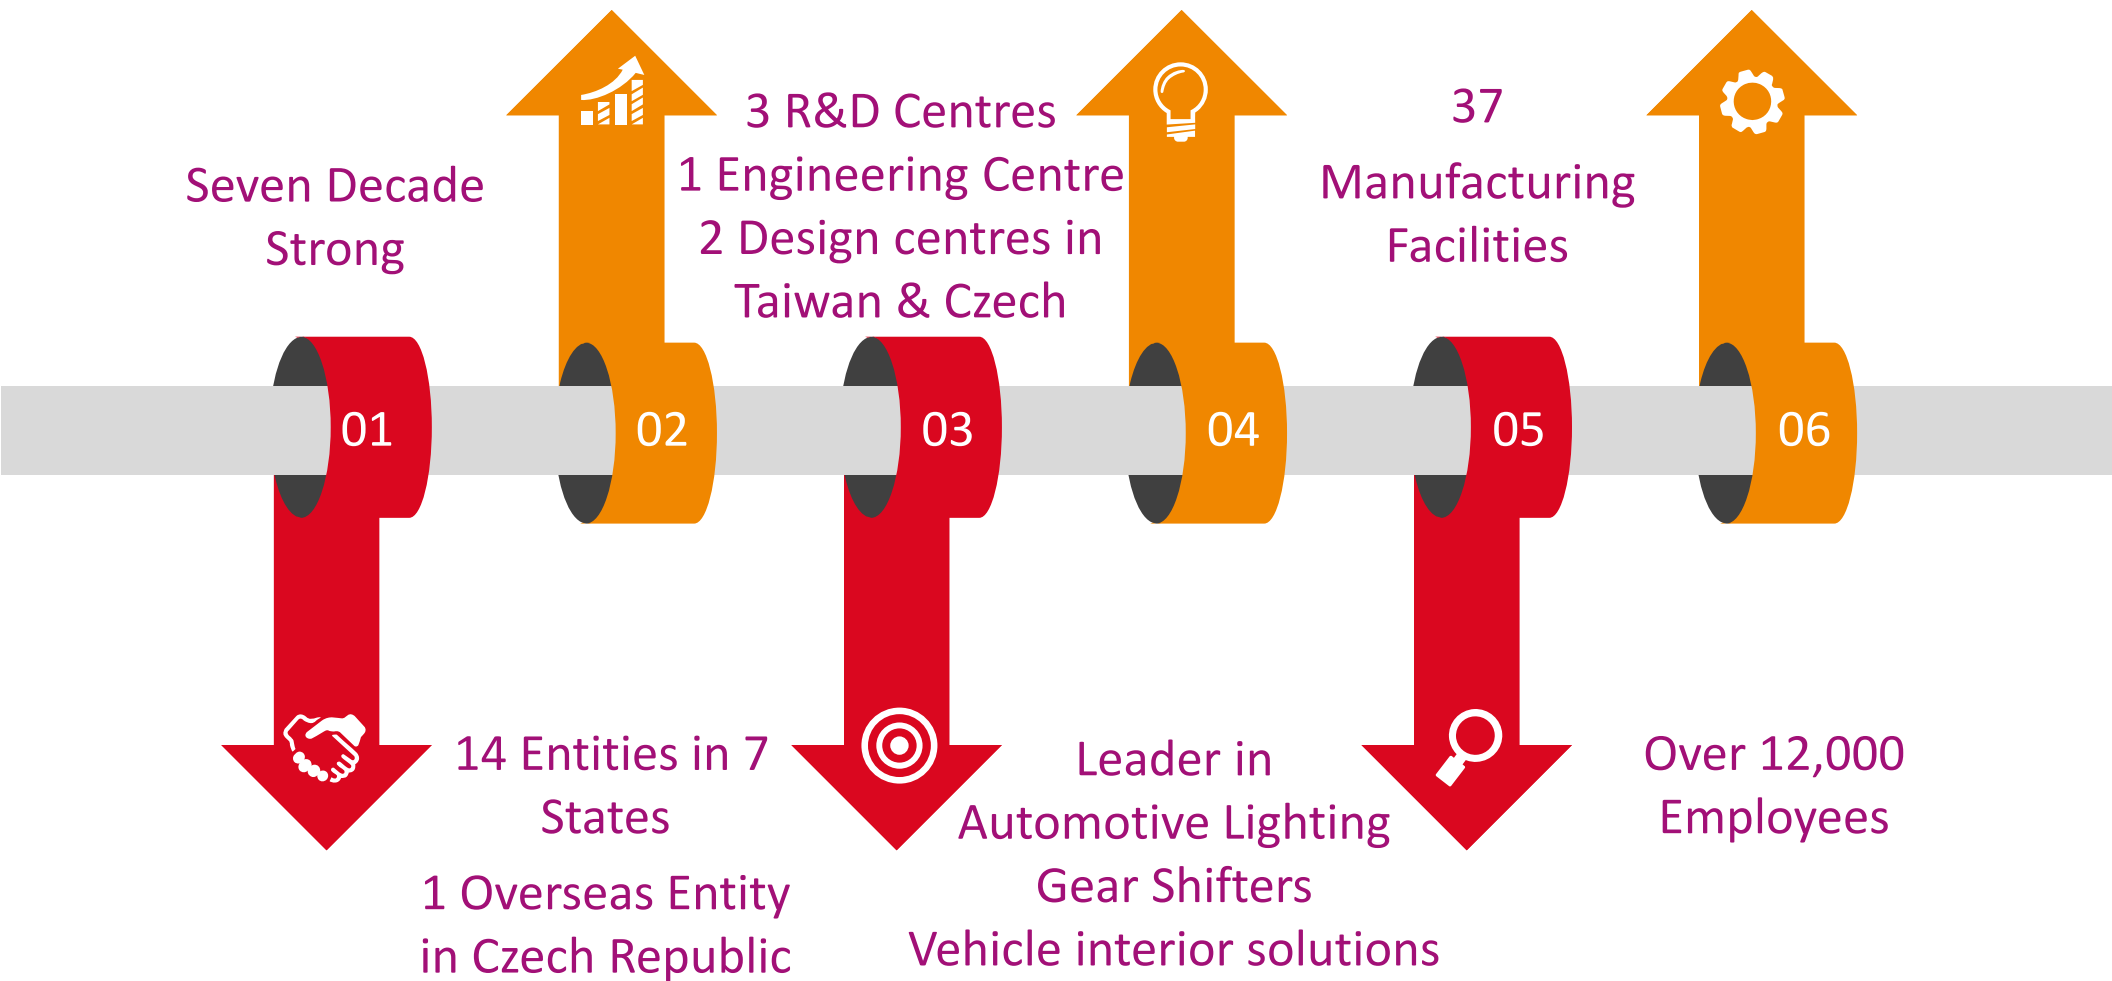 Seven Decade
Strong
01
02
14 Entities in 7
States
1 Overseas Entity
in Czech Republic
3 R&D Centres
1 Engineering Centre
2 Design centres in
Taiwan & Czech
03
04
Leader in
Automotive Lighting
Gear Shifters
Vehicle interior solutions
37
Manufacturing
Facilities
05
06
Over 12,000
Employees